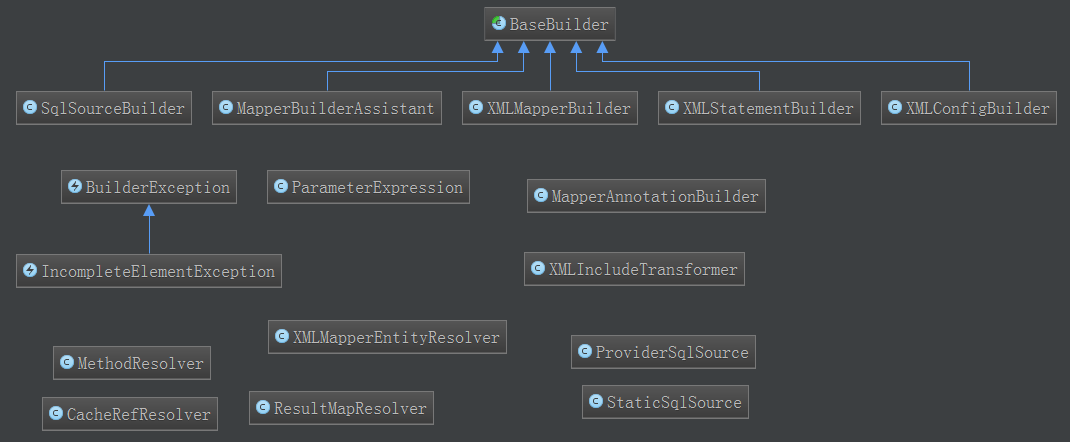 BaseBuilder
SqlSourceBuilder
MapperBuilderAssistant
XMLMapperBuilder
XMLStatementBuilder
XMLConfigBuilder
BuilderException
ParameterExpression
MapperAnnotationBuilder
IncompleteElementException
XMLIncludeTransformer
XMLMapperEntityResolver
ProviderSqlSource
MethodResolver
StaticSqlSource
ResultMapResolver
CacheRefResolver